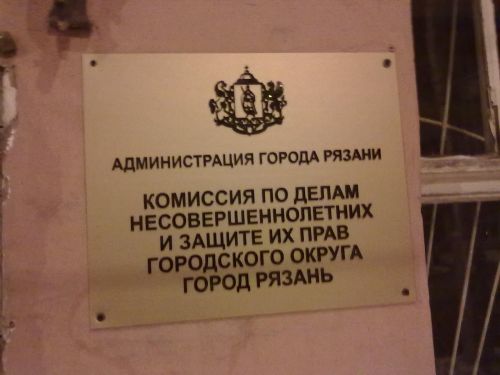 АДМИНИСТРАЦИЯ ГОРОДА РЯЗАНИ
КОМИССИЯ ПО ДЕЛАМ
НЕСОВЕРШЕННОЛЕТНИХ
И ЗАЩИТЕ ИХ ПРАВ
ГОРОДСКОГО ОКРУГА
ГОРОД РЯЗАНЬ